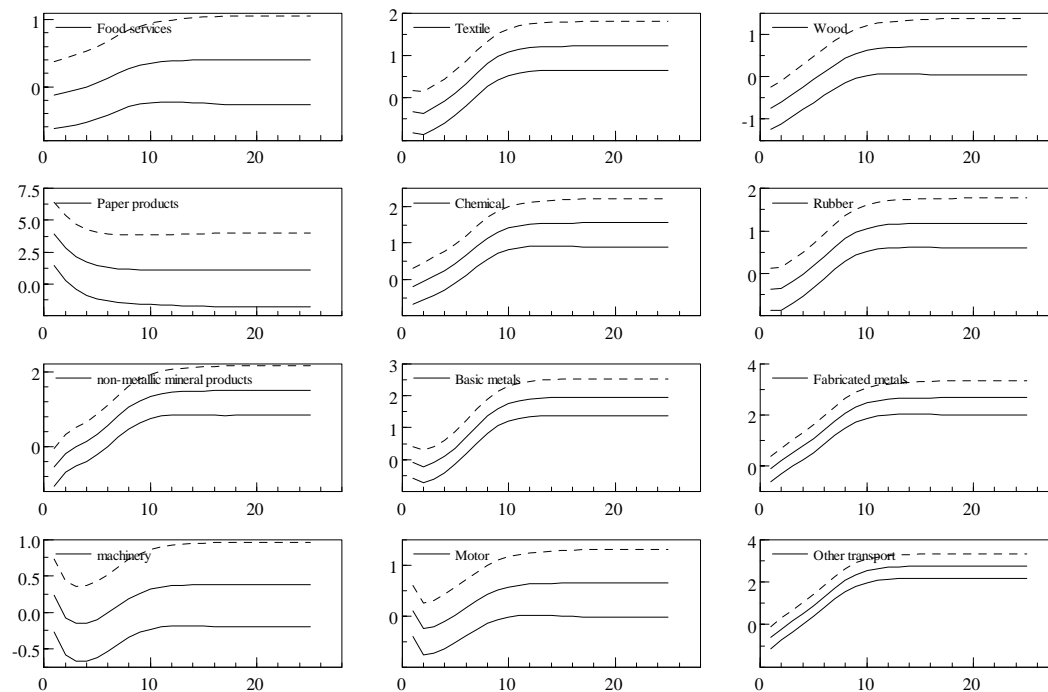 Food services
1
0
0 10 20
Textile
2
1
0
0 10 20
Wood
1
0
-1
0 10 20
Paper products
7.5
5.0
2.5
0.0
0 10 20
Chemical
2
1
0
0 10 20
Rubber
2
1
0
0 10 20
non-metallic mineral products
2
0
0 10 20
Basic metals
3
2
1
0
0 10 20
Fabricated metals
4
2
0
0 10 20
machinery
1.0
0.5
0.0
-0.5
0 10 20
Motor
1
0
0 10 20
Other transport
4
2
0
0 10 20